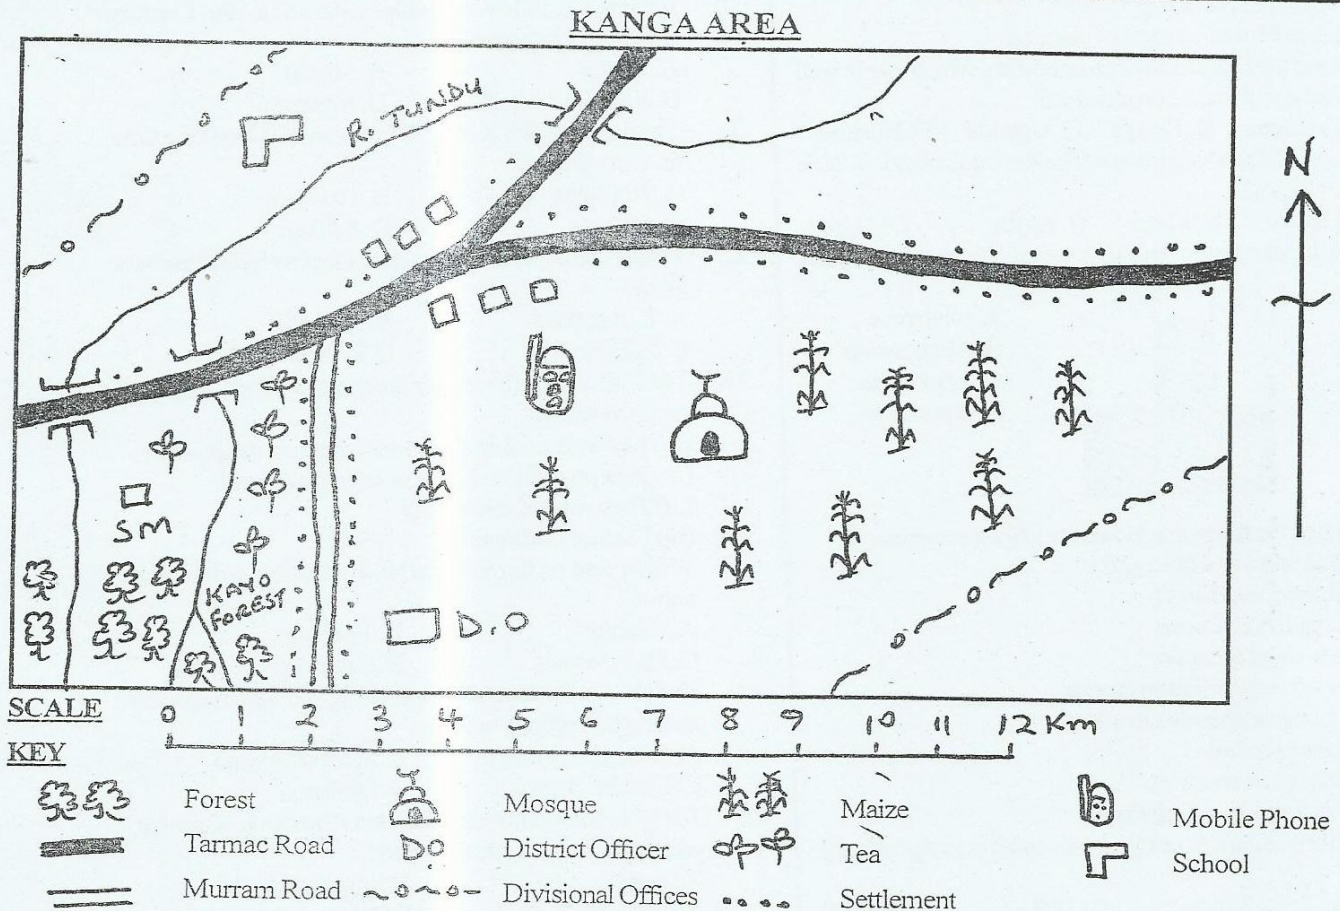 KANGA AREA
R. TUNDU
N
SM
KAYO
FOREST
D.O
SCALE
0 1 2 3 4 5 6 7 8 9 10 11 12 Km
KEY
Forest Mosque Maize Mobile Phone
Tarmac Road D.O District Officer Tea School
Murram Road Divisional Offices Settlement